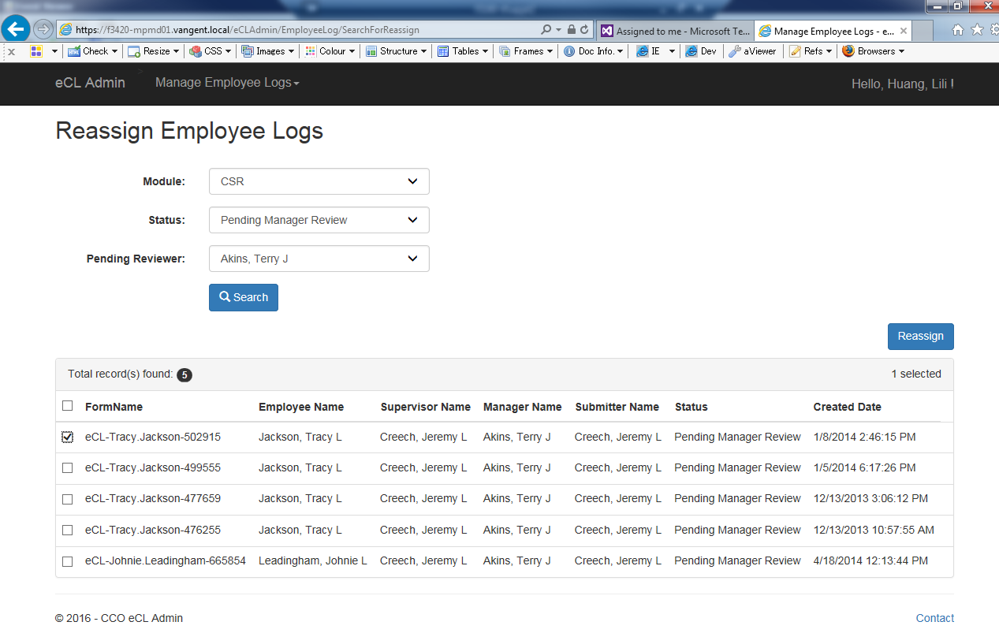 https://f3420-mpmd01.vangent.local/eCLAdmin/EmployeeLog/SearchForReassign
Assigned to me - Microsoft Te...
Manage Employee Logs - e...
Check
Resize
CSS
Images
Colour
Structure
Tables
Frames
Doc Info.
IE
Dev
aViewer
Refs
Browsers
eCL Admin > Manage Employee Logs Hello, Huang, Lili !
Reassign Employee Logs
Module: CSR
Status: Pending Manager Review
Pending Reviewer: Akins, Terry J
Search
Reassign
Total record(s) found: 5 1 selected
FormName Employee Name Supervisor Name Manager Name Submitter Name Status Created Date
eCL-Tracy.Jackson-502915 Jackson, Tracy L Creech, Jeremy L Akins, Terry J Creech, Jeremy L Pending Manager Review 1/8/2014 2:46:15 PM
eCL-Tracy.Jackson-499555 Jackson, Tracy L Creech, Jeremy L Akins, Terry J Creech, Jeremy L Pending Manager Review 1/5/2014 6:17:26 PM
eCL-Tracy.Jackson-477659 Jackson, Tracy L Creech, Jeremy L Akins, Terry J Creech, Jeremy L Pending Manager Review 12/13/2013 3:06:12 PM
eCL-Tracy.Jackson-476255 Jackson, Tracy L Creech, Jeremy L Akins, Terry J Creech, Jeremy L Pending Manager Review 12/13/2013 10:57:55 AM
eCL-Johnie.Leadingham-665854 Leadingham, Johnie L Creech, Jeremy L Akins, Terry J Creech, Jeremy L Pending Manager Review 4/18/2014 12:13:44 PM
© 2016 - CCO eCL Admin Contact